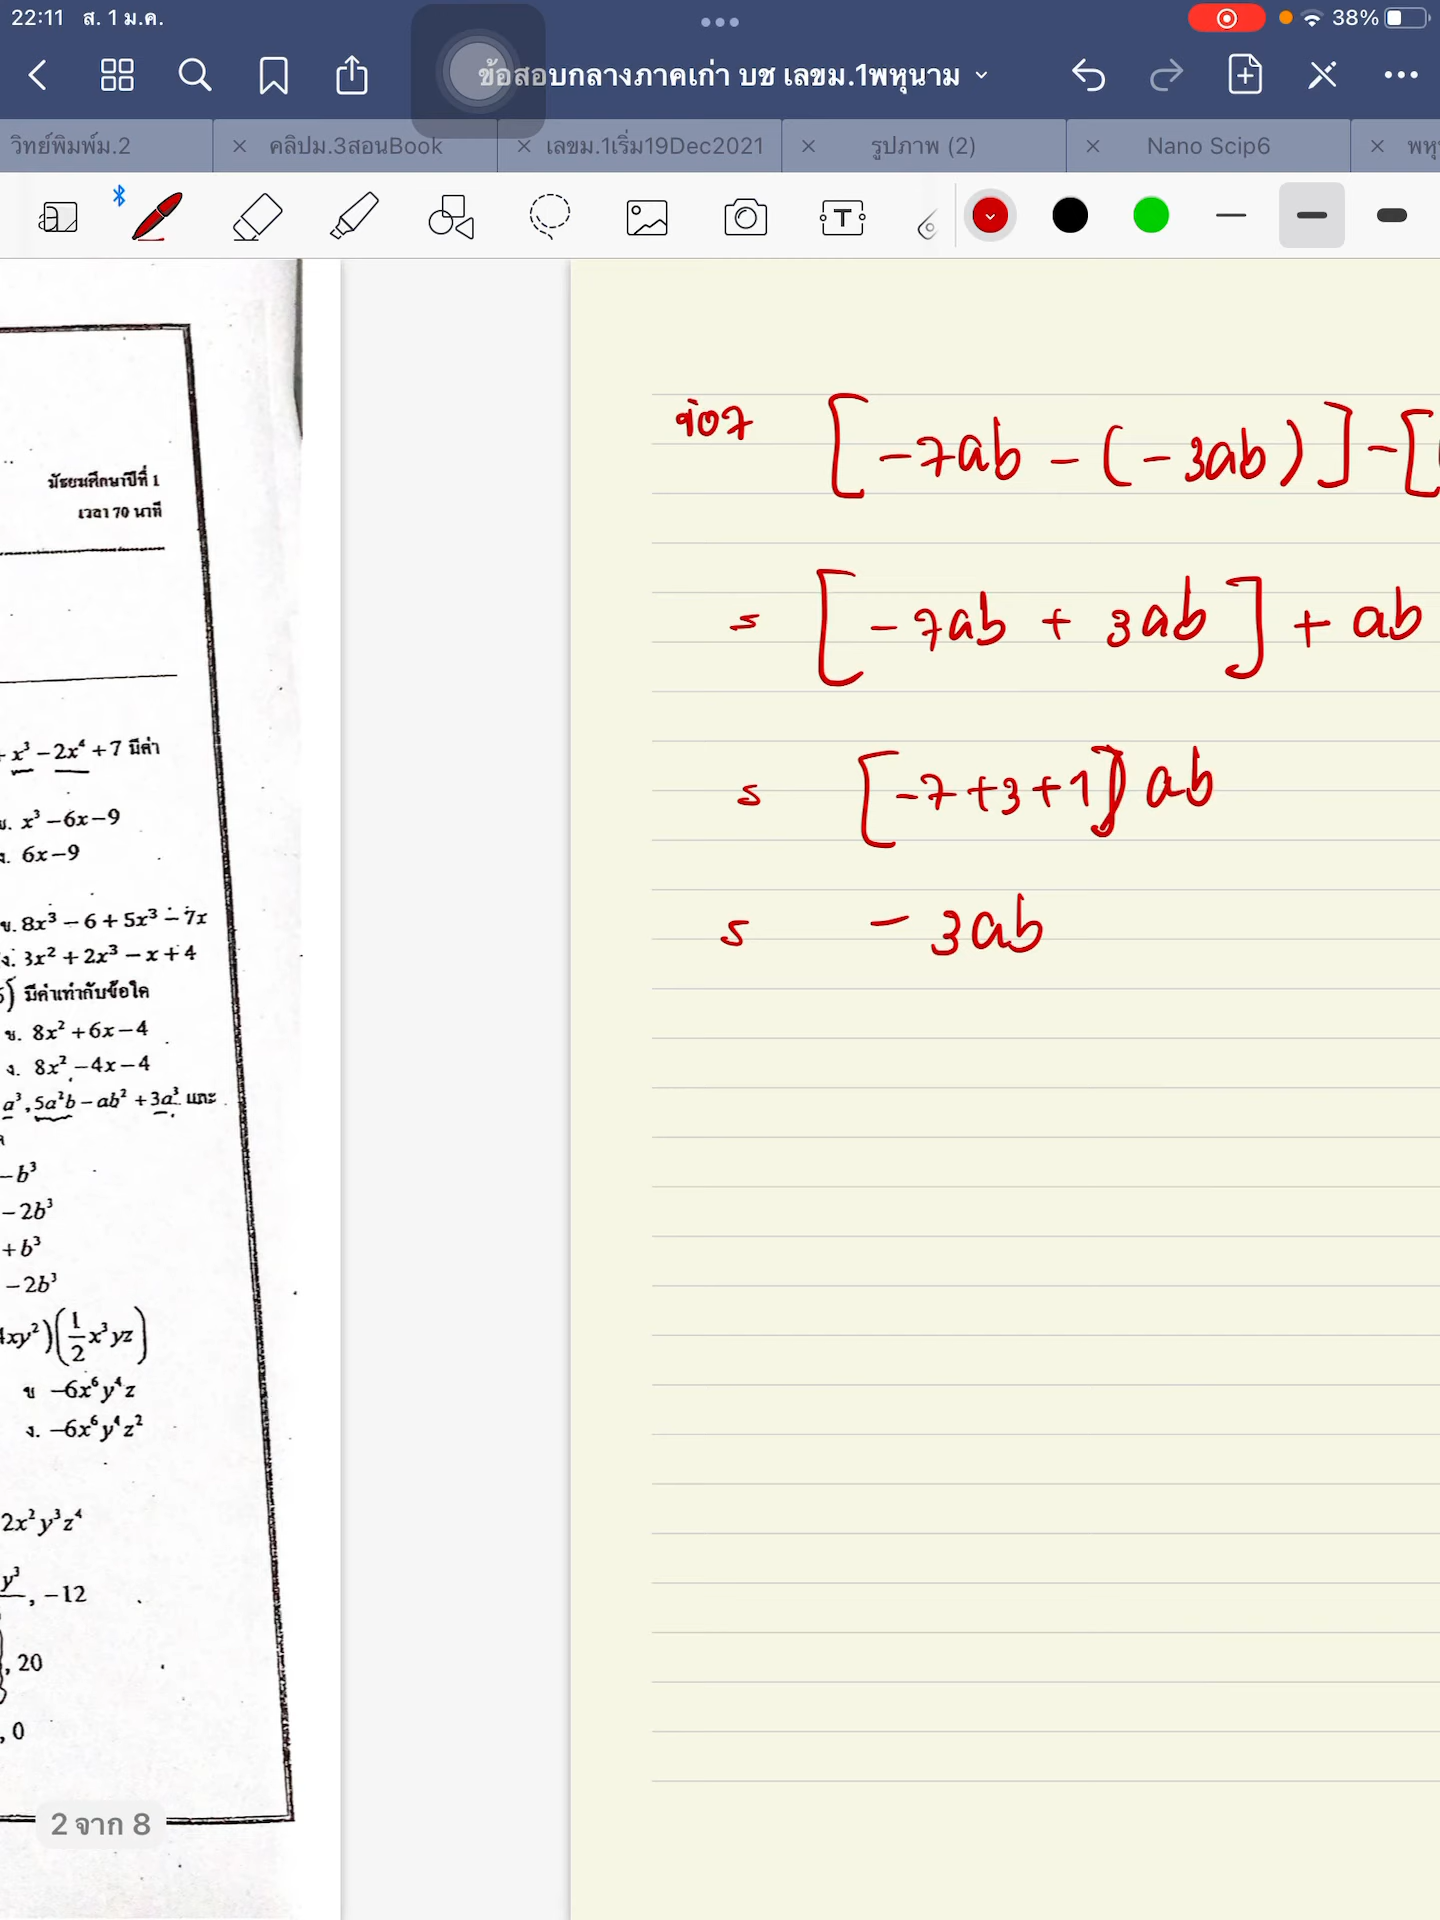 22:11 ส. 1 ม.ค.
38%
ข้อสอบกลางภาคเก่า บช เลขม.1พหุนาม
วิทย์พิมพ์ม.2
× คลิปม.3สอนBook
× เลขม.1เริ่ม19Dec2021
× รูปภาพ (2)
× Nano Scip6
× พหุ
มัธยมศึกษาปีที่ 1
เวลา 70 นาที
x³ − 2x⁴ + 7 มีค่า
ข. x³ − 6x − 9
ง. 6x − 9
ข. 8x³ − 6 + 5x³ − 7x
ง. 3x² + 2x³ − x + 4
) มีค่าเท่ากับข้อใด
ข. 8x² + 6x − 4
ง. 8x² − 4x − 4
a³, 5a²b − ab² + 3a³ และ
− b³
− 2b³
+ b³
− 2b³
xy²)(1/2 x³yz)
ข −6x⁶y⁴z
ง. −6x⁶y⁴z²
2x²y³z⁴
y³, −12
, 20
, 0
2 จาก 8
ข้อ7 [-7ab - (-3ab)] - [
= [-7ab + 3ab] + ab
= [-7+3+1] ab
= -3ab